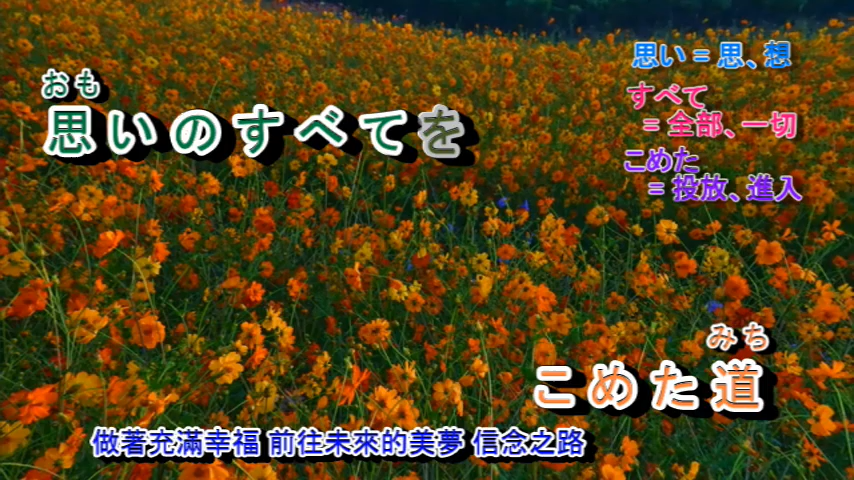 おも
思いのすべてを
思い = 思、想
すべて
= 全部、一切
こめた
= 投放、進入
みち
こめた道
做著充滿幸福 前往未來的美夢 信念之路